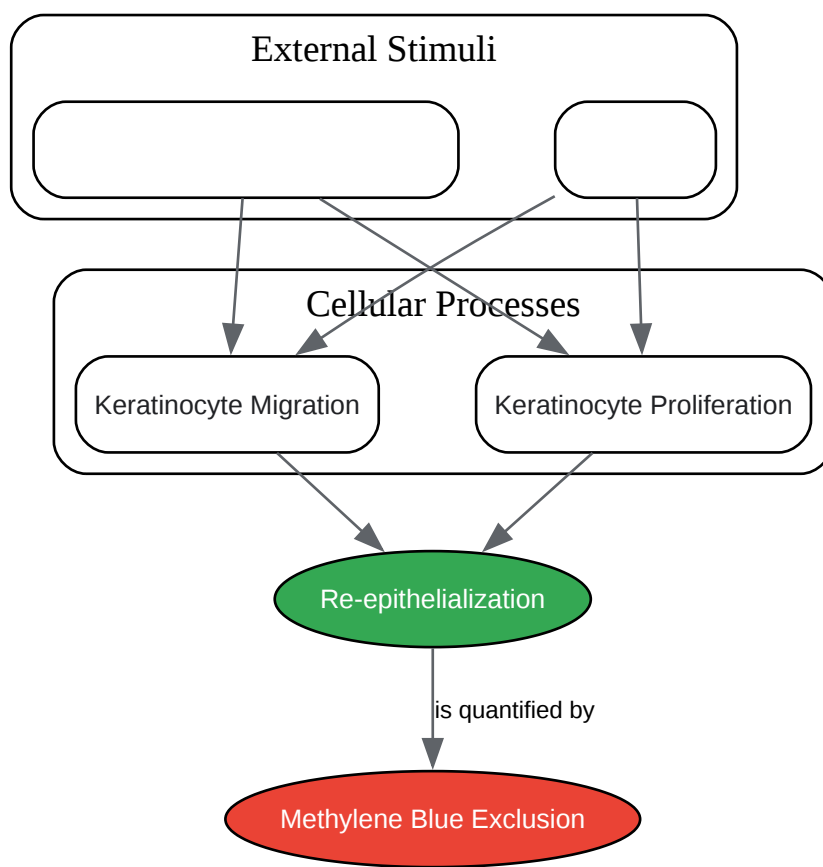 External Stimuli
Cellular Processes
Keratinocyte Migration
Keratinocyte Proliferation
Re-epithelialization
is quantified by
Methylene Blue Exclusion